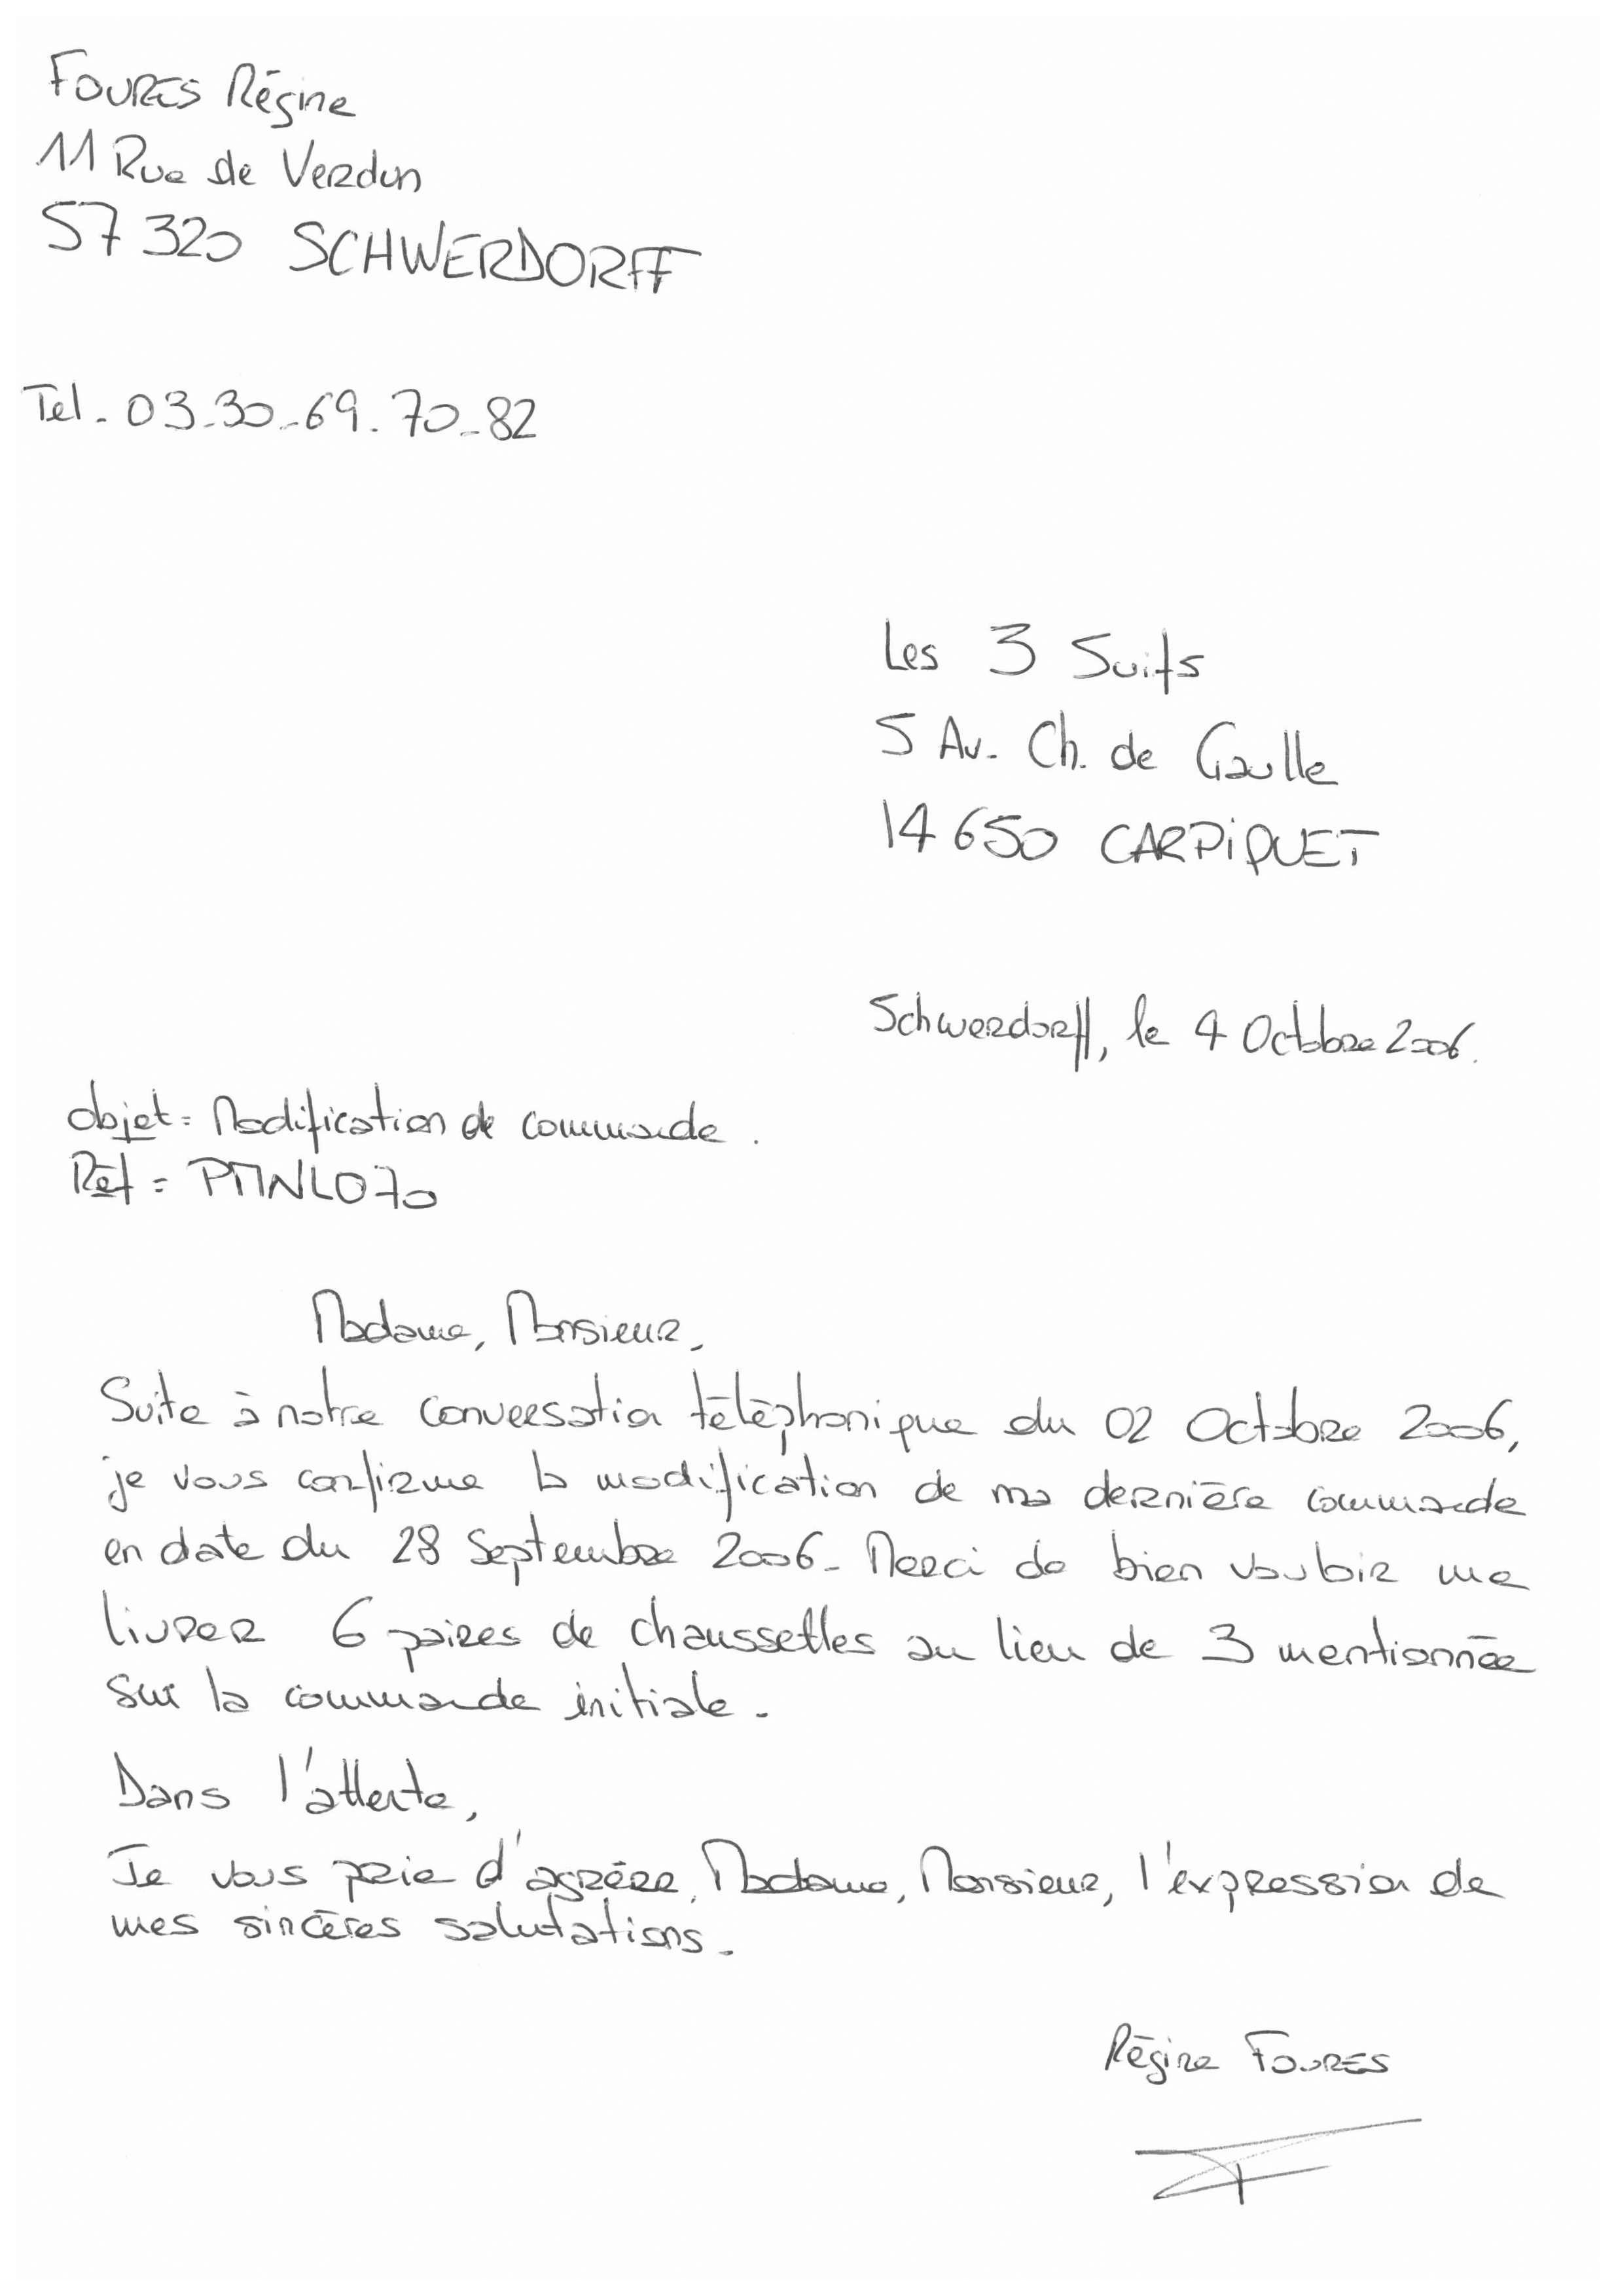 FOURES Régine
11 Rue de Verdun
57 320 SCHWERDORFF
Tel. 03.30.69.70.82
Les 3 Suifs
5 Av. Ch. de Gaulle
14 650 CARPiQUET
Schwerdorff, le 4 Octobre 2006.
objet : Modification de commande.
Réf : PMNL070
Madame, Monsieur,
Suite à notre conversation téléphonique du 02 Octobre 2006,
je vous confirme la modification de ma dernière commande
en date du 28 Septembre 2006. Merci de bien vouloir me
livrer 6 paires de chaussettes au lieu de 3 mentionnée
sur la commande initiale.
Dans l'attente,
Je vous prie d'agréer, Madame, Monsieur, l'expression de
mes sincères salutations.
Régine FOURES